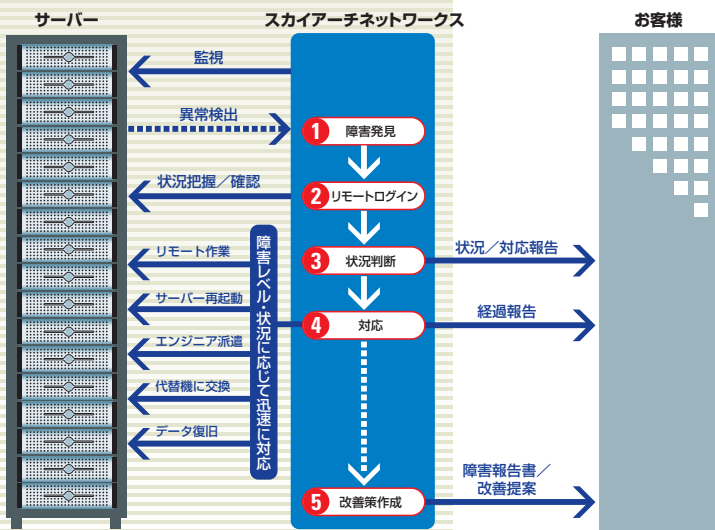 サーバー
スカイアーチネットワークス
お客様
監視
異常検出
1 障害発見
状況把握／確認
2 リモートログイン
3 状況判断
状況／対応報告
リモート作業
サーバー再起動
エンジニア派遣
代替機に交換
データ復旧
障害レベル・状況に応じて迅速に対応
4 対応
経過報告
5 改善策作成
障害報告書／
改善提案